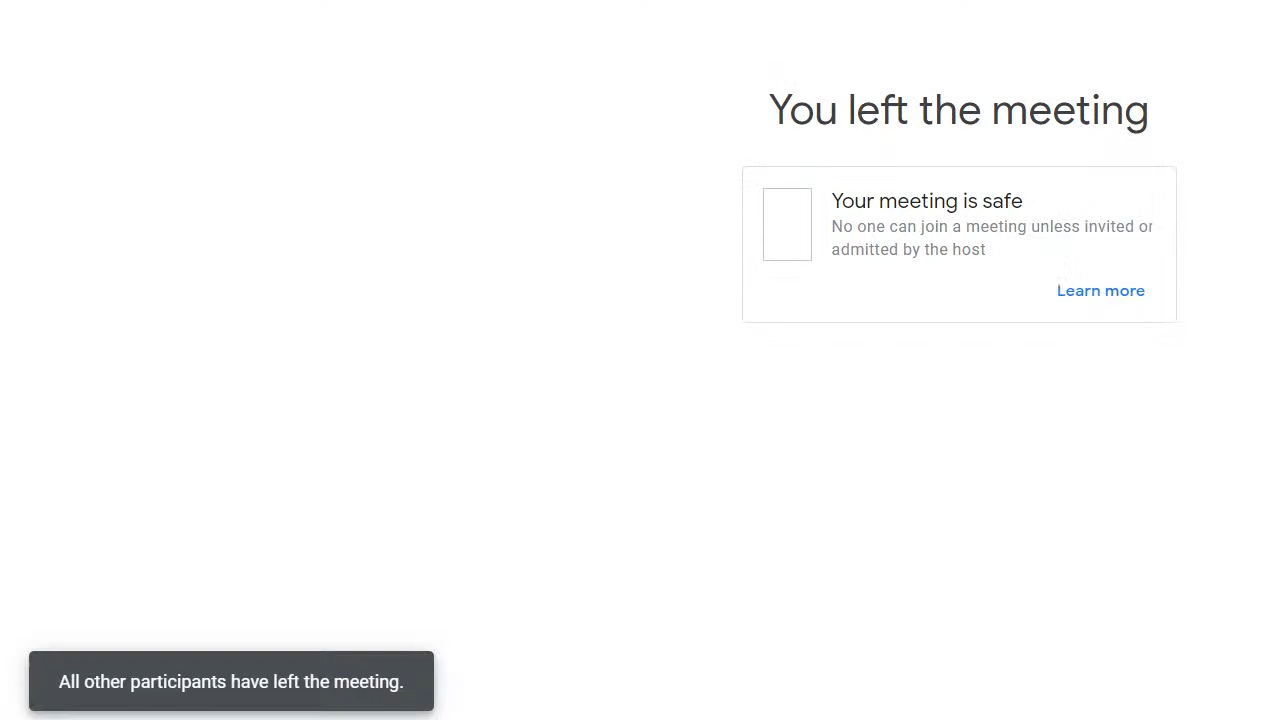 You left the meeting
Your meeting is safe
No one can join a meeting unless invited or
admitted by the host
Learn more
All other participants have left the meeting.